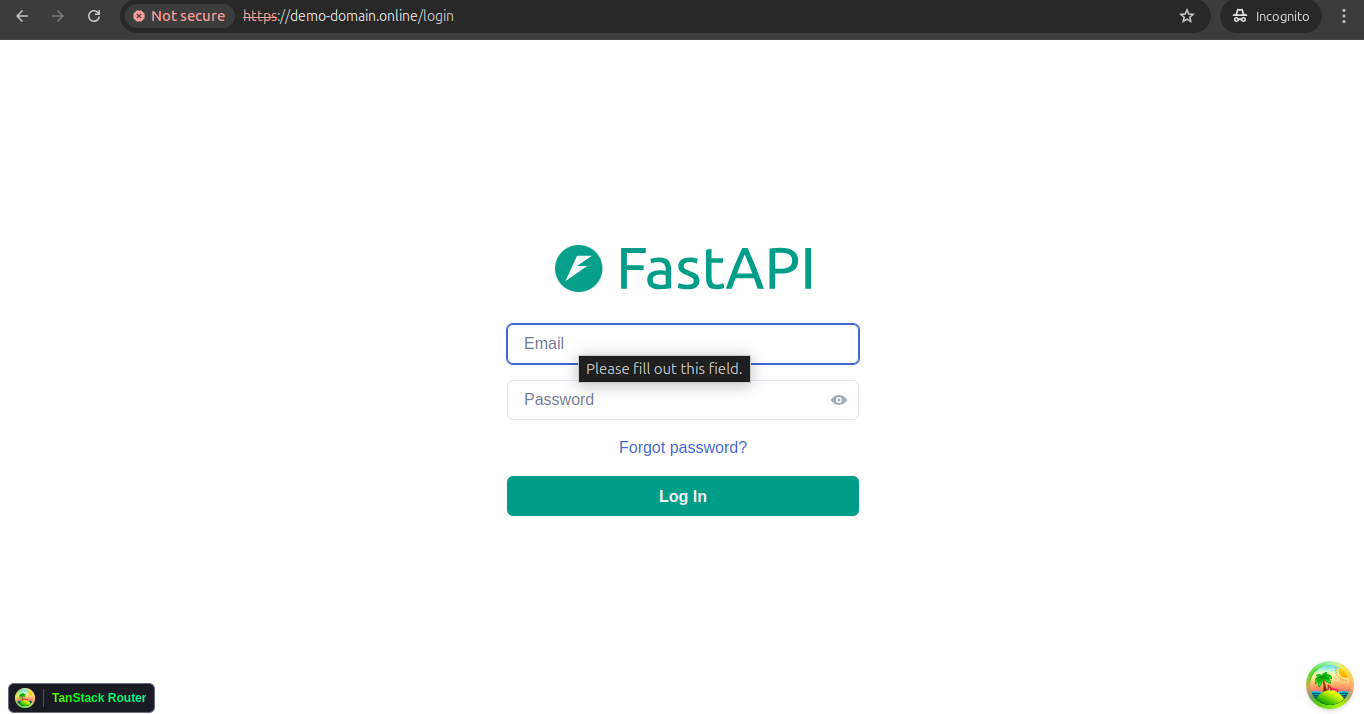 Not secure https://demo-domain.online/login Incognito
FastAPI
Email
Please fill out this field.
Password
Forgot password?
Log In
TanStack Router